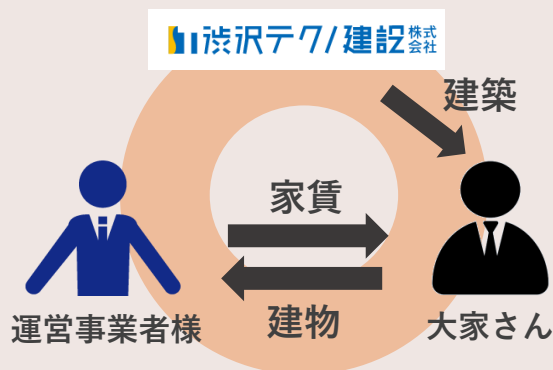 渋沢テクノ建設株式会社
建築
家賃
建物
運営事業者様
大家さん